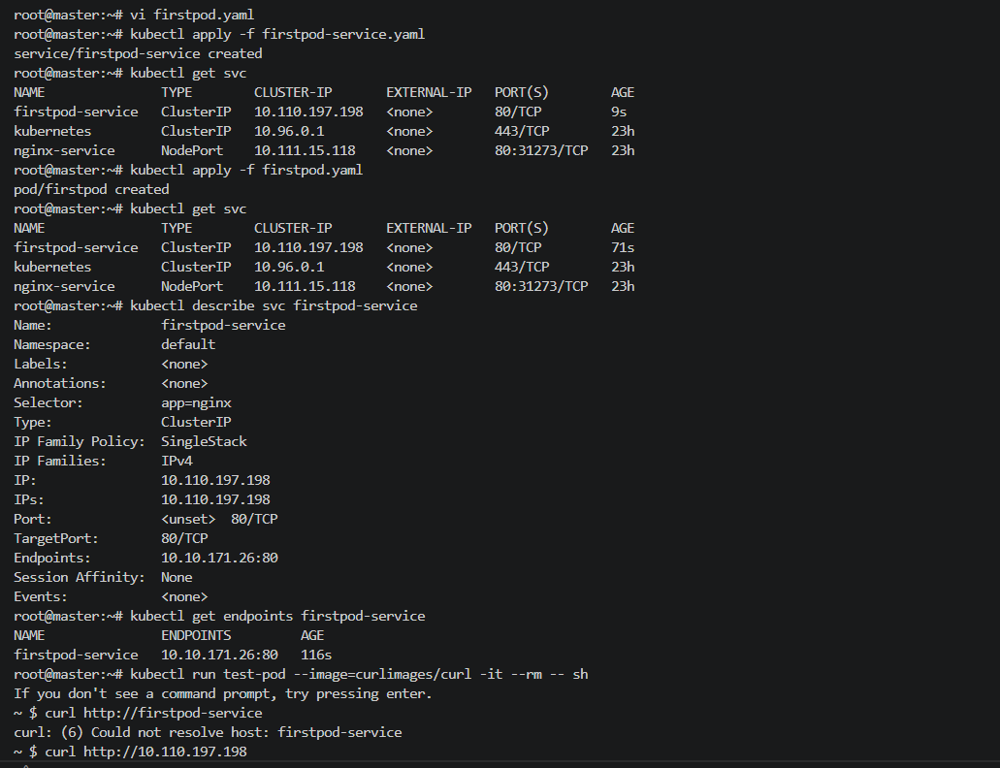 root@master:~# vi firstpod.yaml
root@master:~# kubectl apply -f firstpod-service.yaml
service/firstpod-service created
root@master:~# kubectl get svc
NAME               TYPE        CLUSTER-IP       EXTERNAL-IP   PORT(S)        AGE
firstpod-service   ClusterIP   10.110.197.198   <none>        80/TCP         9s
kubernetes         ClusterIP   10.96.0.1        <none>        443/TCP        23h
nginx-service      NodePort    10.111.15.118    <none>        80:31273/TCP   23h
root@master:~# kubectl apply -f firstpod.yaml
pod/firstpod created
root@master:~# kubectl get svc
NAME               TYPE        CLUSTER-IP       EXTERNAL-IP   PORT(S)        AGE
firstpod-service   ClusterIP   10.110.197.198   <none>        80/TCP         71s
kubernetes         ClusterIP   10.96.0.1        <none>        443/TCP        23h
nginx-service      NodePort    10.111.15.118    <none>        80:31273/TCP   23h
root@master:~# kubectl describe svc firstpod-service
Name:              firstpod-service
Namespace:         default
Labels:            <none>
Annotations:       <none>
Selector:          app=nginx
Type:              ClusterIP
IP Family Policy:  SingleStack
IP Families:       IPv4
IP:                10.110.197.198
IPs:               10.110.197.198
Port:              <unset>  80/TCP
TargetPort:        80/TCP
Endpoints:         10.10.171.26:80
Session Affinity:  None
Events:            <none>
root@master:~# kubectl get endpoints firstpod-service
NAME               ENDPOINTS         AGE
firstpod-service   10.10.171.26:80   116s
root@master:~# kubectl run test-pod --image=curlimages/curl -it --rm -- sh
If you don't see a command prompt, try pressing enter.
~ $ curl http://firstpod-service
curl: (6) Could not resolve host: firstpod-service
~ $ curl http://10.110.197.198